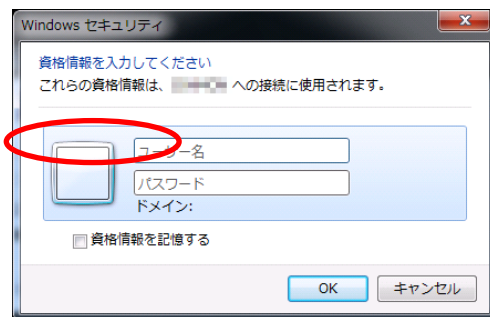 Windows セキュリティ
資格情報を入力してください
これらの資格情報は、 への接続に使用されます。
ユーザー名
パスワード
ドメイン:
資格情報を記憶する
OK キャンセル